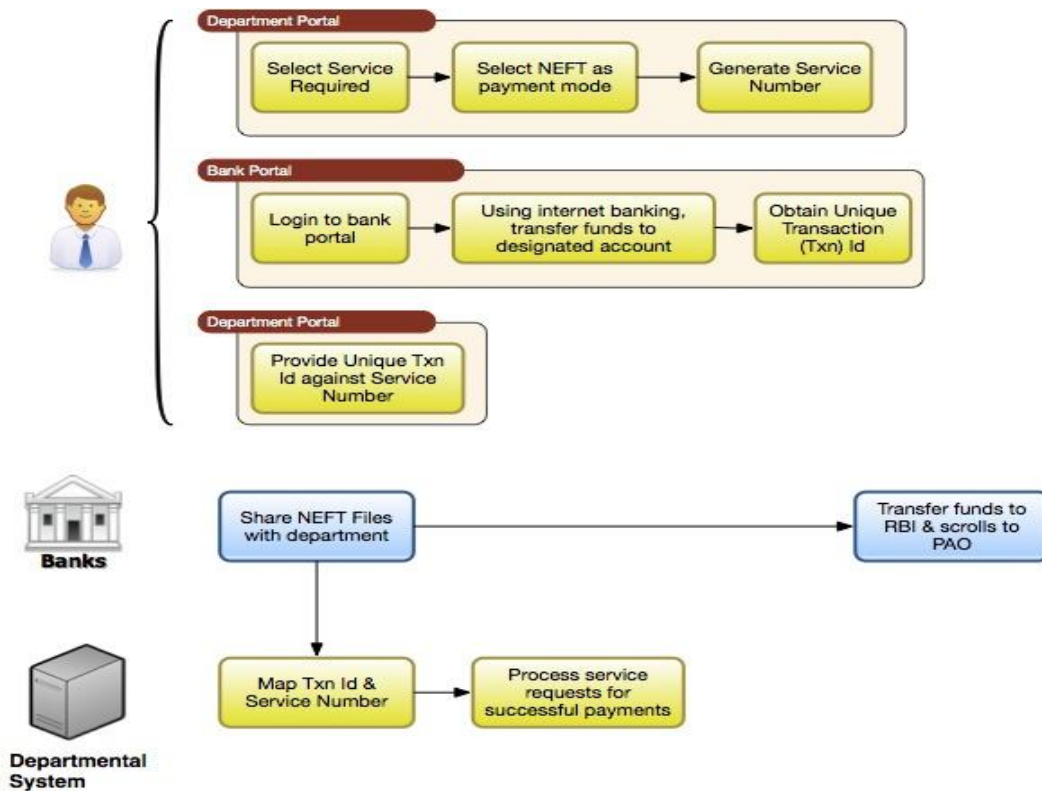 Department Portal
Select Service
Required
Select NEFT as
payment mode
Generate Service
Number
Bank Portal
Login to bank
portal
Using internet banking,
transfer funds to
designated account
Obtain Unique
Transaction
(Txn) Id
Department Portal
Provide Unique Txn
Id against Service
Number
Banks
Share NEFT Files
with department
Transfer funds to
RBI & scrolls to
PAO
Departmental
System
Map Txn Id &
Service Number
Process service
requests for
successful payments